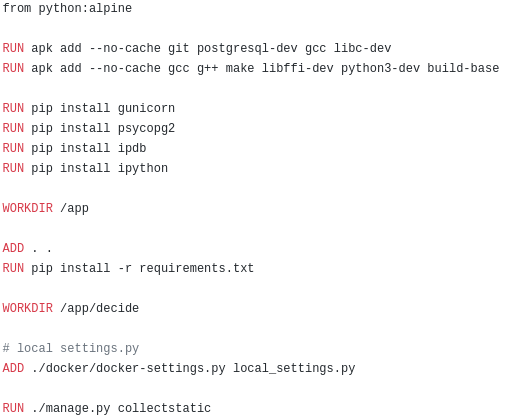 from python:alpine
RUN apk add --no-cache git postgresql-dev gcc libc-dev
RUN apk add --no-cache gcc g++ make libffi-dev python3-dev build-base
RUN pip install gunicorn
RUN pip install psycopg2
RUN pip install ipdb
RUN pip install ipython
WORKDIR /app
ADD . .
RUN pip install -r requirements.txt
WORKDIR /app/decide
# local settings.py
ADD ./docker/docker-settings.py local_settings.py
RUN ./manage.py collectstatic